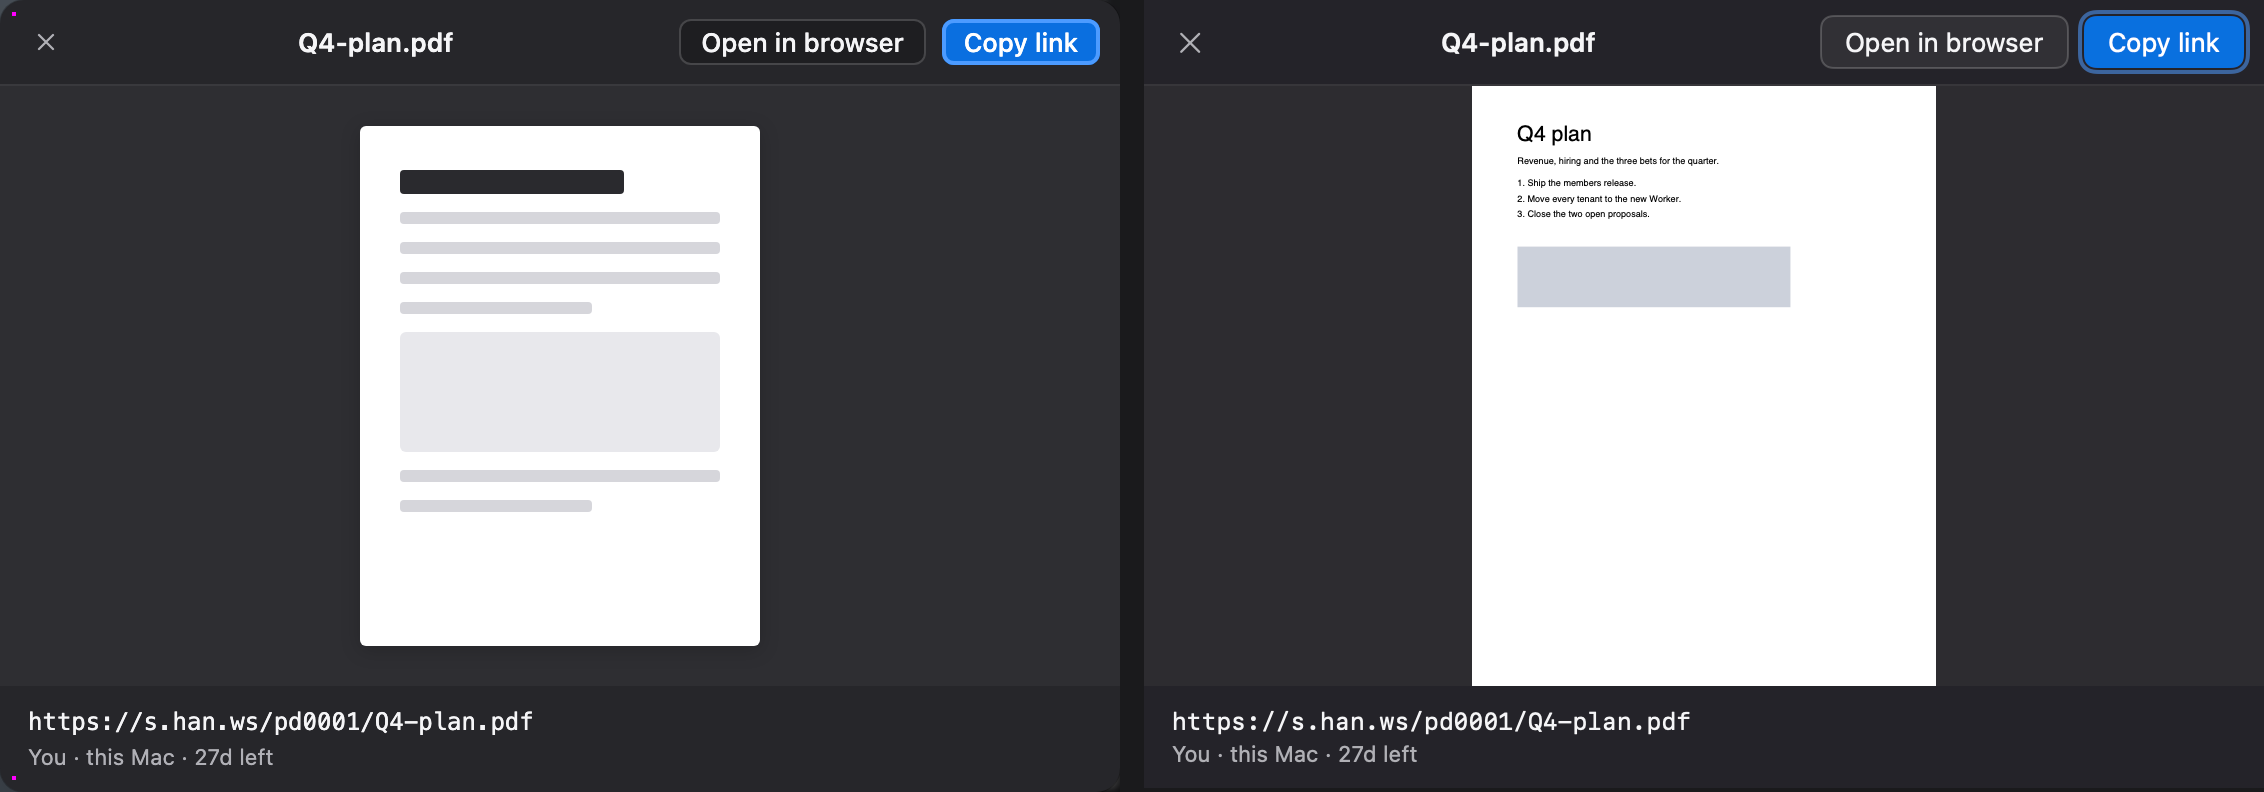 Q4-plan.pdf
Open in browser
Copy link
https://s.han.ws/pd0001/Q4-plan.pdf
You · this Mac · 27d left
Q4-plan.pdf
Open in browser
Copy link
Q4 plan
Revenue, hiring and the three bets for the quarter.
1. Ship the members release.
2. Move every tenant to the new Worker.
3. Close the two open proposals.
https://s.han.ws/pd0001/Q4-plan.pdf
You · this Mac · 27d left